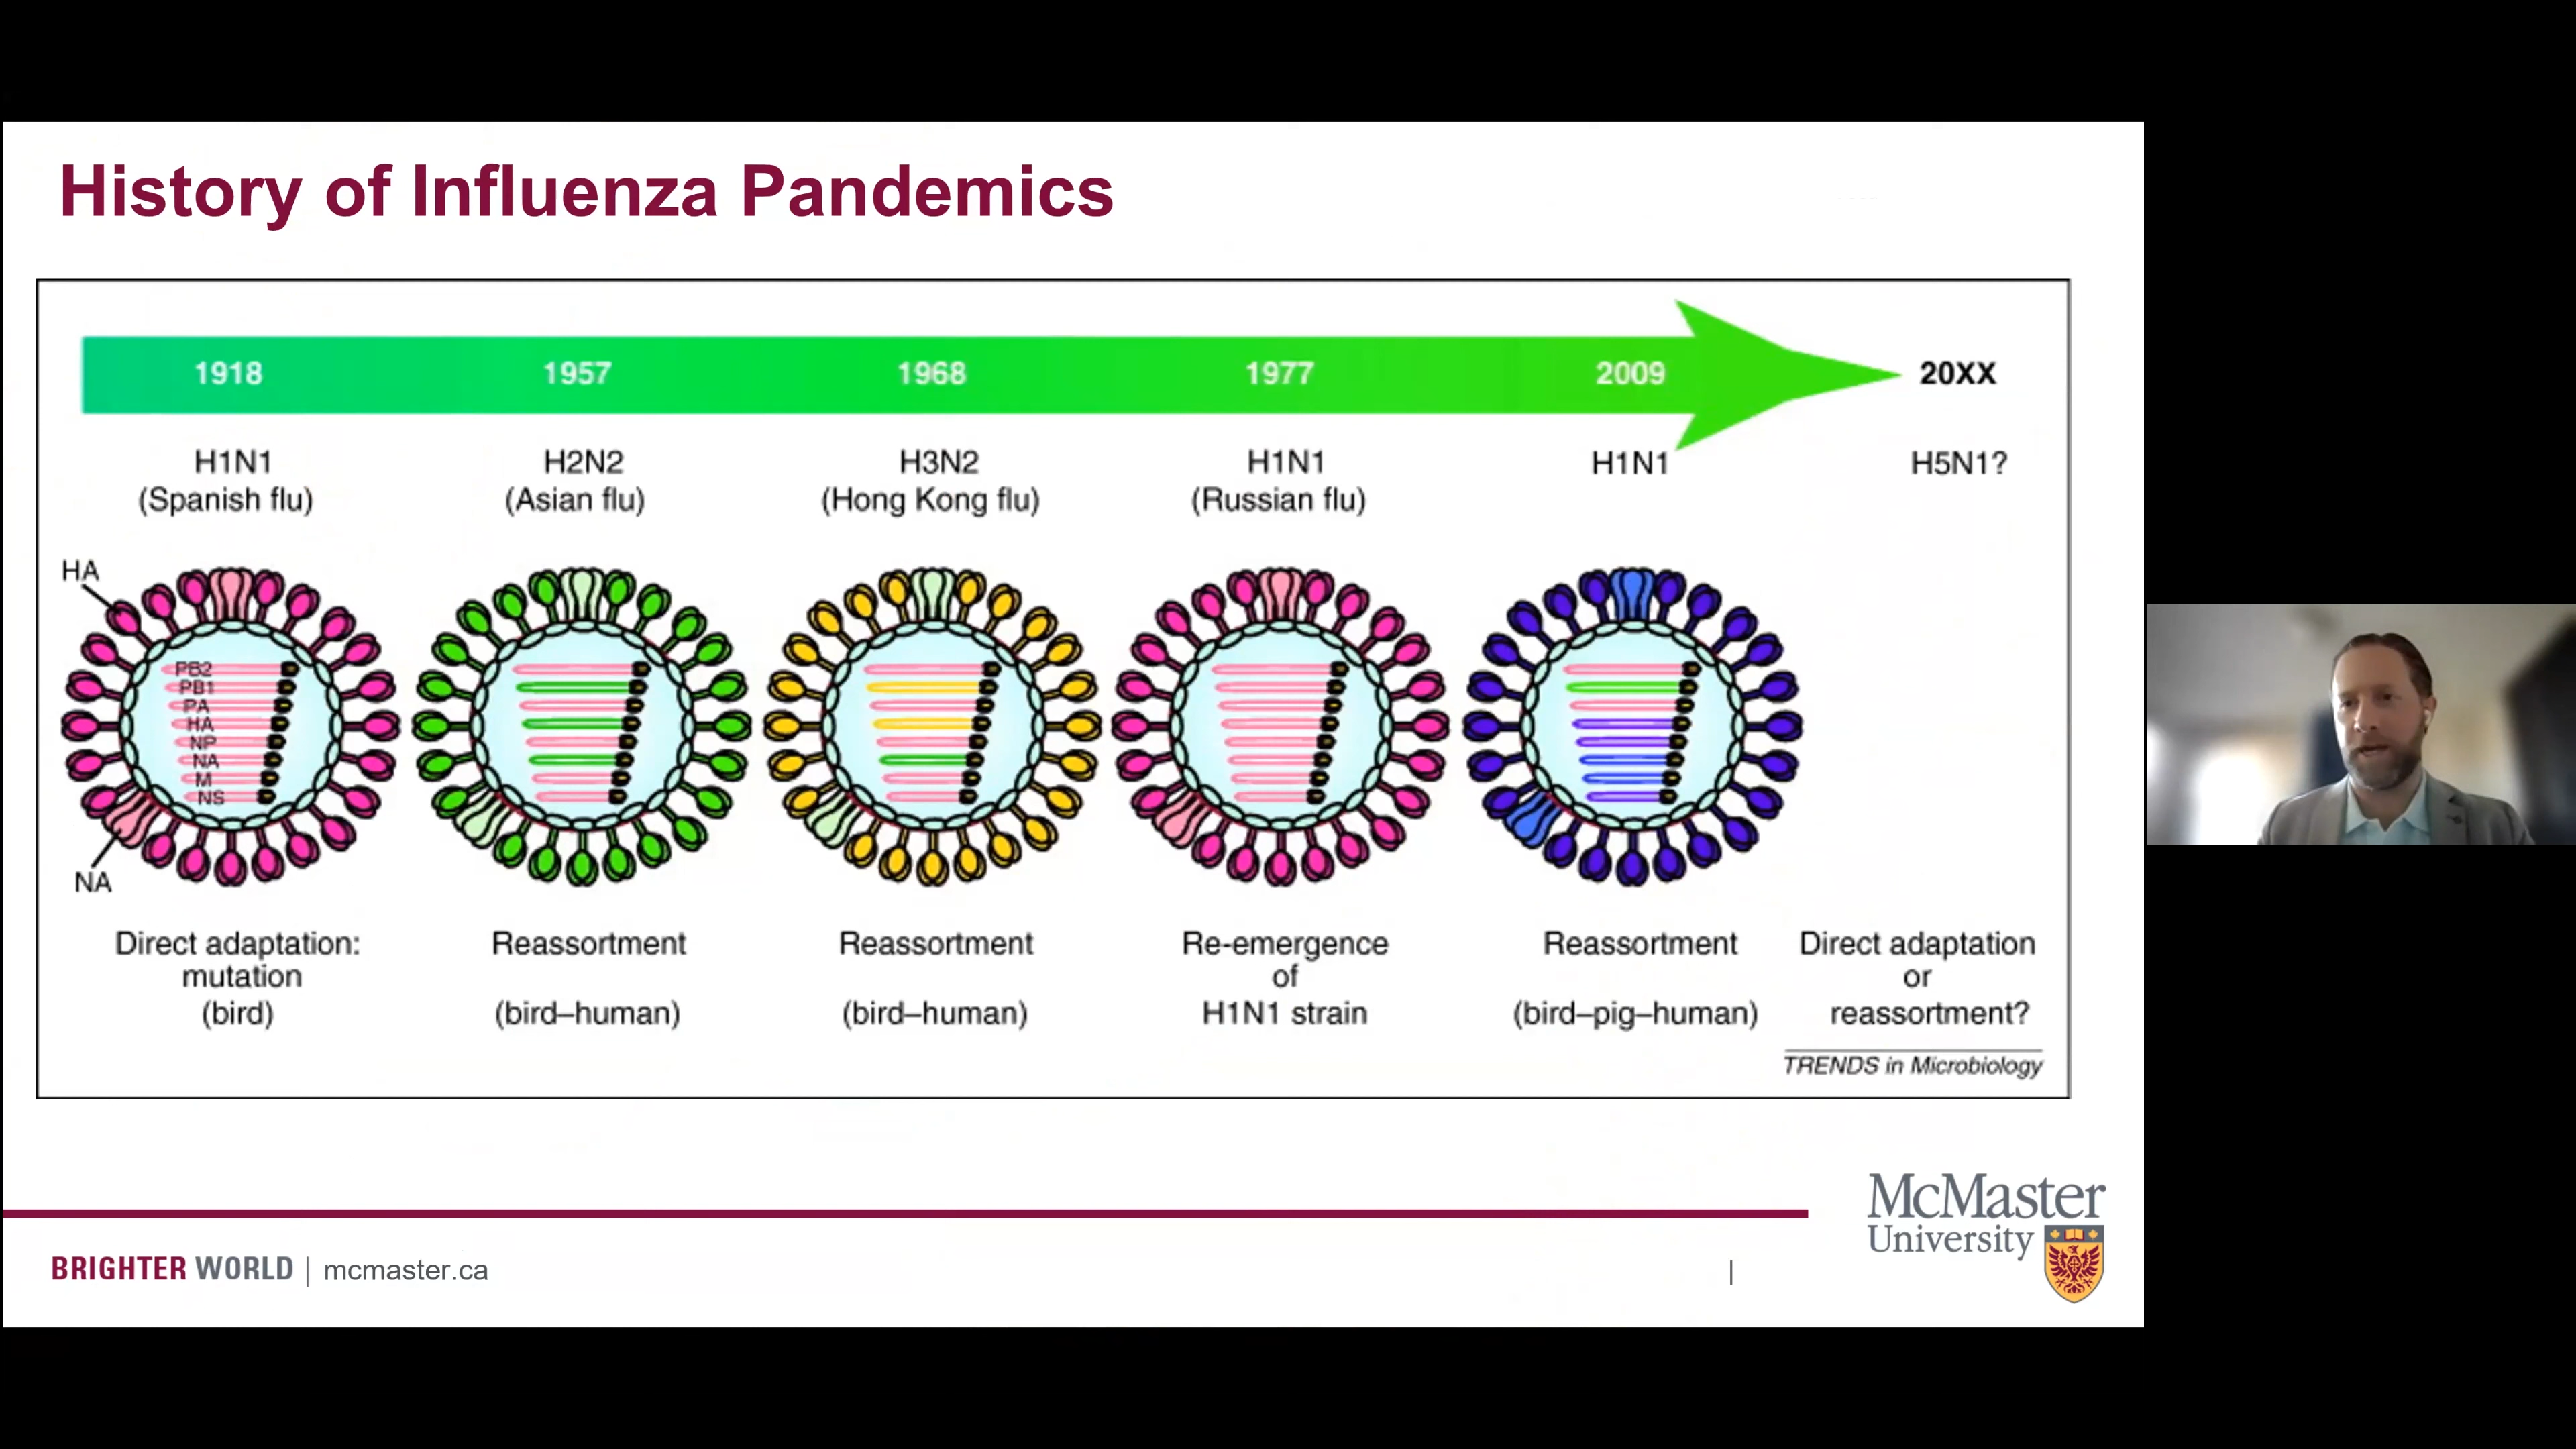 History of Influenza Pandemics
1918 1957 1968 1977 2009 20XX
H1N1 H2N2 H3N2 H1N1 H1N1 H5N1?
(Spanish flu) (Asian flu) (Hong Kong flu) (Russian flu)
HA
PB2
PB1
PA
HA
NP
NA
M
NS
NA
Direct adaptation: Reassortment Reassortment Re-emergence Reassortment Direct adaptation
mutation of or
(bird) (bird–human) (bird–human) H1N1 strain (bird–pig–human) reassortment?
TRENDS in Microbiology
McMaster
University
BRIGHTER WORLD | mcmaster.ca |